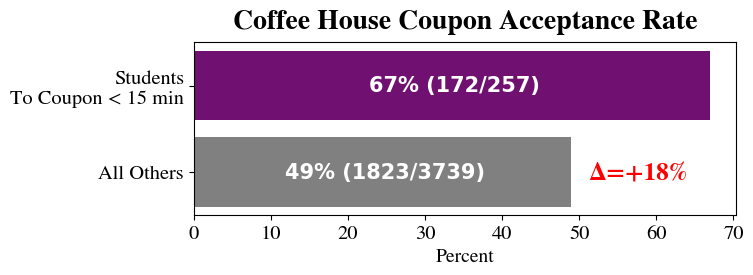 Coffee House Coupon Acceptance Rate
Students
To Coupon < 15 min
67% (172/257)
All Others
49% (1823/3739)
Δ=+18%
0 10 20 30 40 50 60 70
Percent